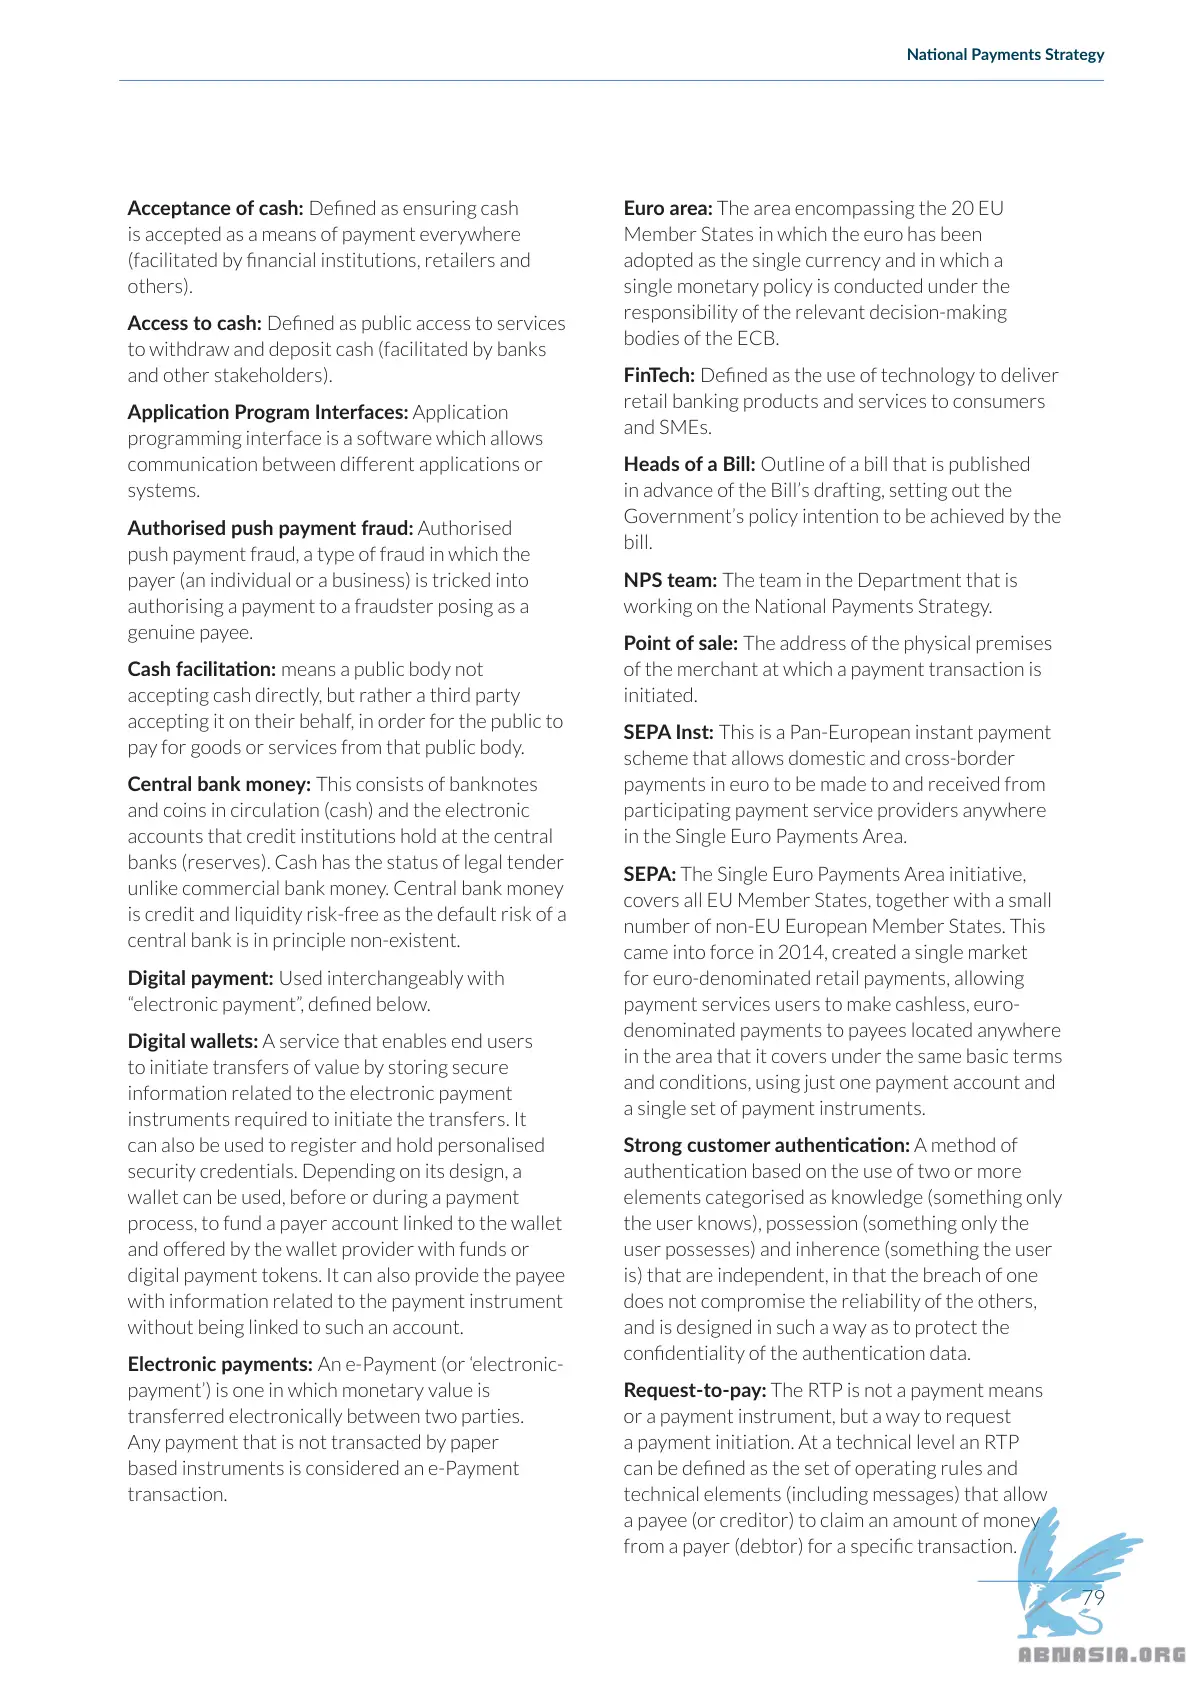 National Payments Strategy
Acceptance of cash: Defined as ensuring cash
is accepted as a means of payment everywhere
(facilitated by financial institutions, retailers and
others).
Access to cash: Defined as public access to services
to withdraw and deposit cash (facilitated by banks
and other stakeholders).
Application Program Interfaces: Application
programming interface is a software which allows
communication between different applications or
systems.
Authorised push payment fraud: Authorised
push payment fraud, a type of fraud in which the
payer (an individual or a business) is tricked into
authorising a payment to a fraudster posing as a
genuine payee.
Cash facilitation: means a public body not
accepting cash directly, but rather a third party
accepting it on their behalf, in order for the public to
pay for goods or services from that public body.
Central bank money: This consists of banknotes
and coins in circulation (cash) and the electronic
accounts that credit institutions hold at the central
banks (reserves). Cash has the status of legal tender
unlike commercial bank money. Central bank money
is credit and liquidity risk-free as the default risk of a
central bank is in principle non-existent.
Digital payment: Used interchangeably with
“electronic payment”, defined below.
Digital wallets: A service that enables end users
to initiate transfers of value by storing secure
information related to the electronic payment
instruments required to initiate the transfers. It
can also be used to register and hold personalised
security credentials. Depending on its design, a
wallet can be used, before or during a payment
process, to fund a payer account linked to the wallet
and offered by the wallet provider with funds or
digital payment tokens. It can also provide the payee
with information related to the payment instrument
without being linked to such an account.
Electronic payments: An e-Payment (or ‘electronic-
payment’) is one in which monetary value is
transferred electronically between two parties.
Any payment that is not transacted by paper
based instruments is considered an e-Payment
transaction.
Euro area: The area encompassing the 20 EU
Member States in which the euro has been
adopted as the single currency and in which a
single monetary policy is conducted under the
responsibility of the relevant decision-making
bodies of the ECB.
FinTech: Defined as the use of technology to deliver
retail banking products and services to consumers
and SMEs.
Heads of a Bill: Outline of a bill that is published
in advance of the Bill’s drafting, setting out the
Government’s policy intention to be achieved by the
bill.
NPS team: The team in the Department that is
working on the National Payments Strategy.
Point of sale: The address of the physical premises
of the merchant at which a payment transaction is
initiated.
SEPA Inst: This is a Pan-European instant payment
scheme that allows domestic and cross-border
payments in euro to be made to and received from
participating payment service providers anywhere
in the Single Euro Payments Area.
SEPA: The Single Euro Payments Area initiative,
covers all EU Member States, together with a small
number of non-EU European Member States. This
came into force in 2014, created a single market
for euro-denominated retail payments, allowing
payment services users to make cashless, euro-
denominated payments to payees located anywhere
in the area that it covers under the same basic terms
and conditions, using just one payment account and
a single set of payment instruments.
Strong customer authentication: A method of
authentication based on the use of two or more
elements categorised as knowledge (something only
the user knows), possession (something only the
user possesses) and inherence (something the user
is) that are independent, in that the breach of one
does not compromise the reliability of the others,
and is designed in such a way as to protect the
confidentiality of the authentication data.
Request-to-pay: The RTP is not a payment means
or a payment instrument, but a way to request
a payment initiation. At a technical level an RTP
can be defined as the set of operating rules and
technical elements (including messages) that allow
a payee (or creditor) to claim an amount of money
from a payer (debtor) for a specific transaction.
79
ABNASIA.ORG